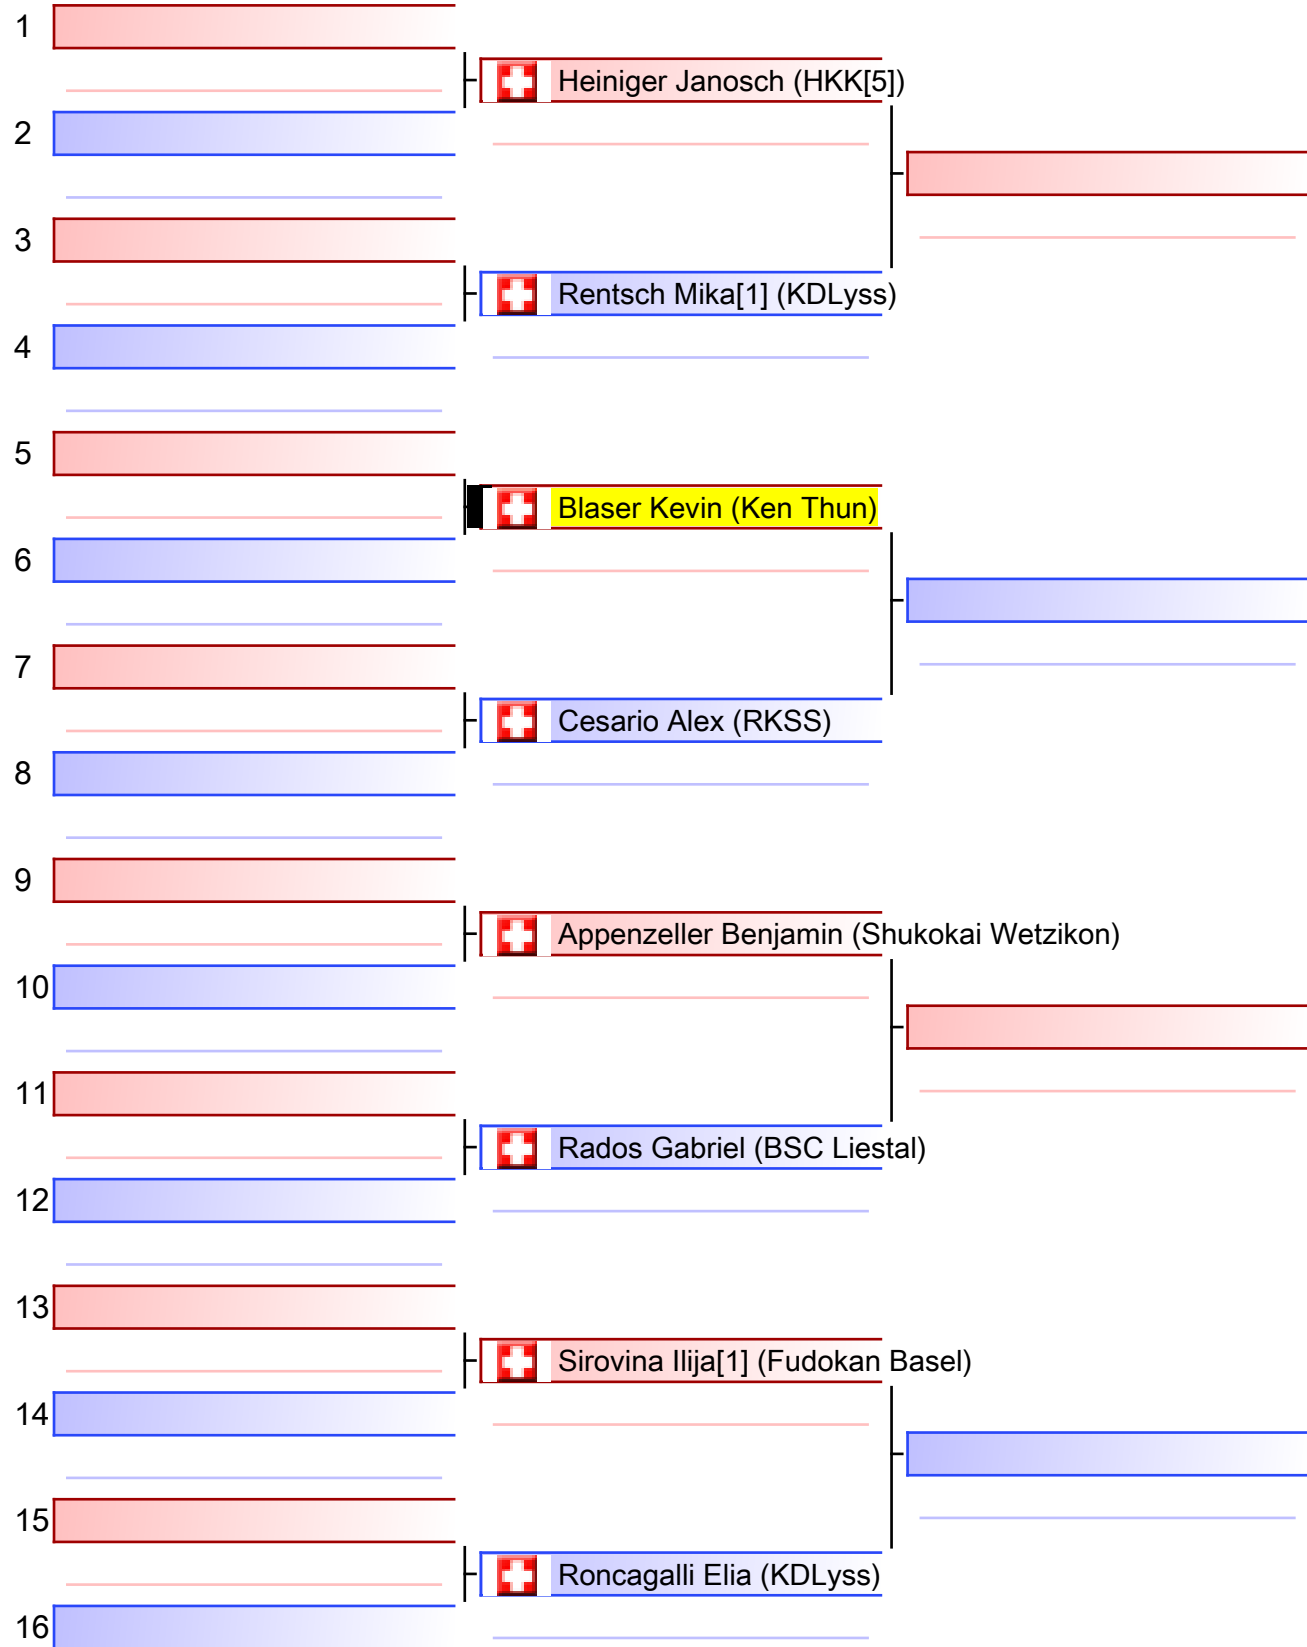 1
Heiniger Janosch (HKK[5])
2
3
Rentsch Mika[1] (KDLyss)
4
5
Blaser Kevin (Ken Thun)
6
7
Cesario Alex (RKSS)
8
9
Appenzeller Benjamin (Shukokai Wetzikon)
10
11
Rados Gabriel (BSC Liestal)
12
13
Sirovina Ilija[1] (Fudokan Basel)
14
15
Roncagalli Elia (KDLyss)
16